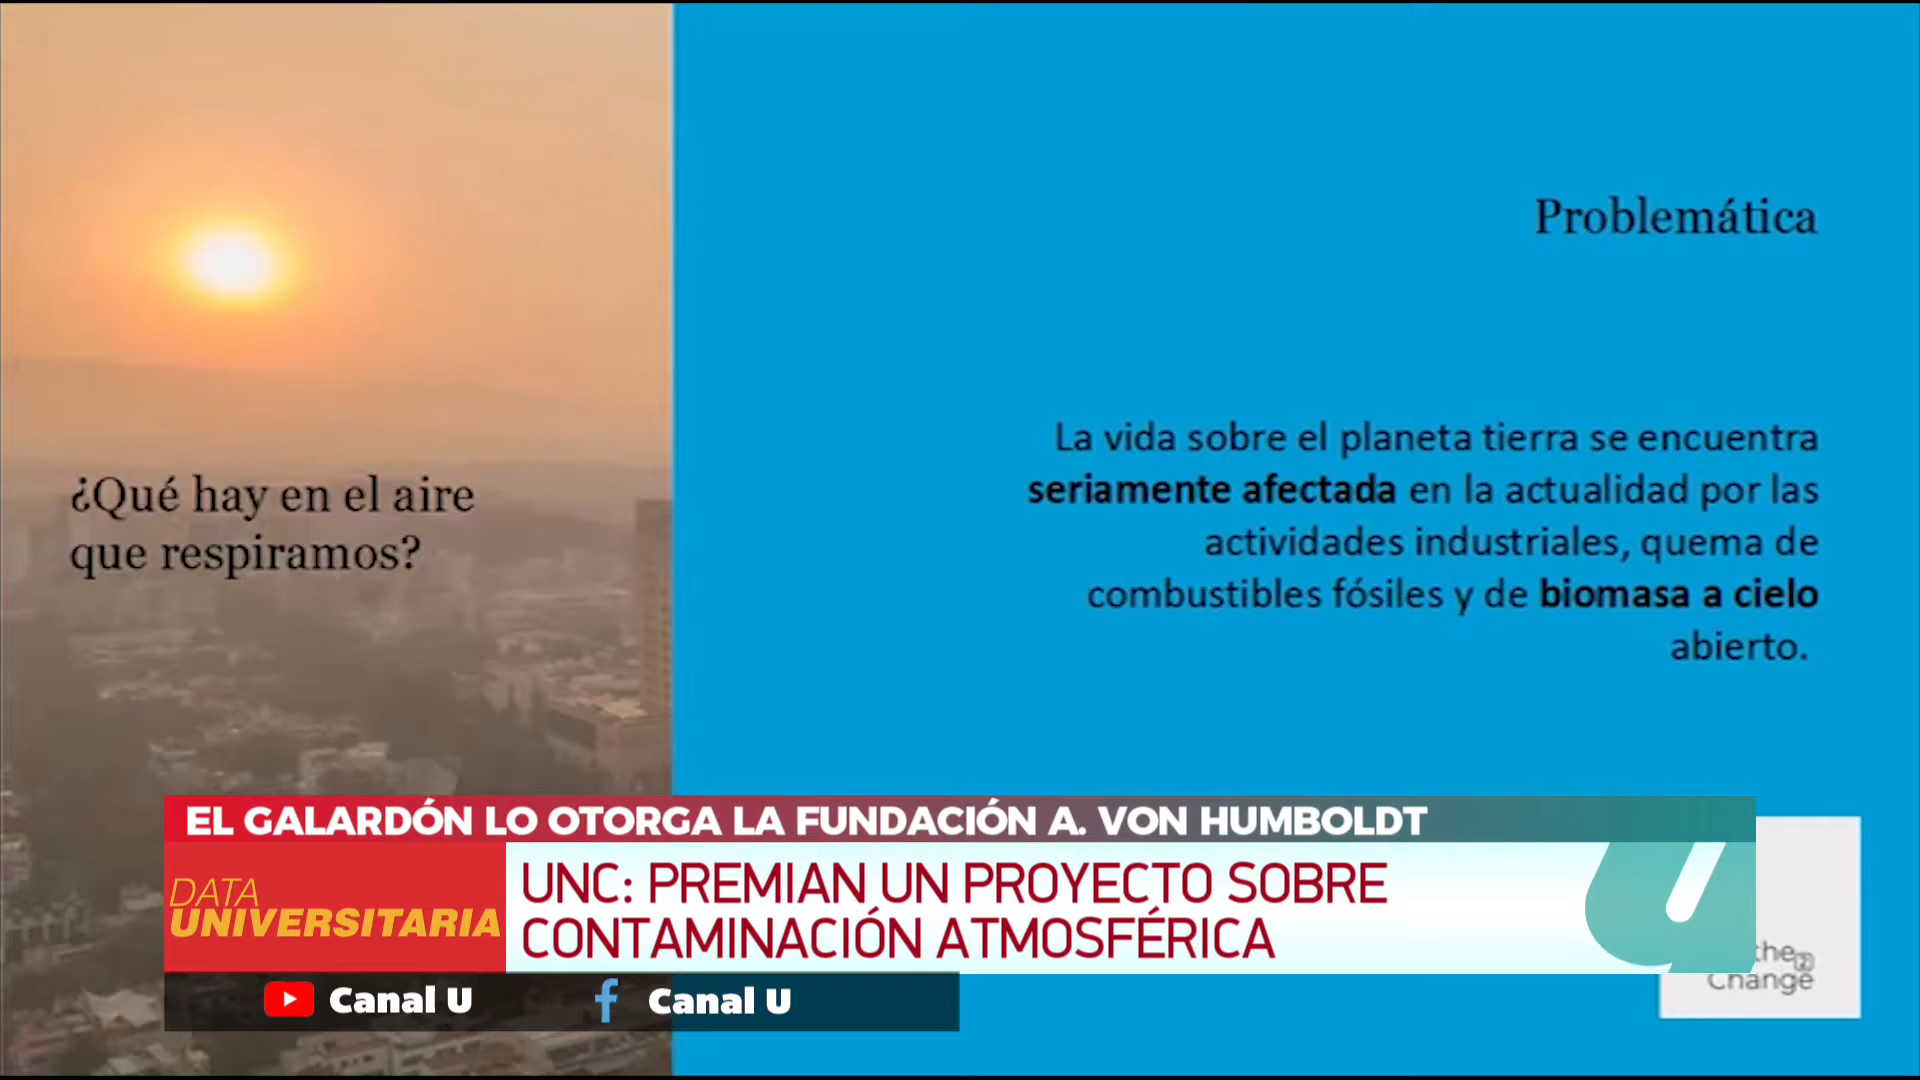 Problemática
¿Qué hay en el aire
que respiramos?
La vida sobre el planeta tierra se encuentra
seriamente afectada en la actualidad por las
actividades industriales, quema de
combustibles fósiles y de biomasa a cielo
abierto.
EL GALARDÓN LO OTORGA LA FUNDACIÓN A. VON HUMBOLDT
DATA
UNIVERSITARIA
UNC: PREMIAN UN PROYECTO SOBRE
CONTAMINACIÓN ATMOSFÉRICA
u
the
Change
Canal U
Canal U